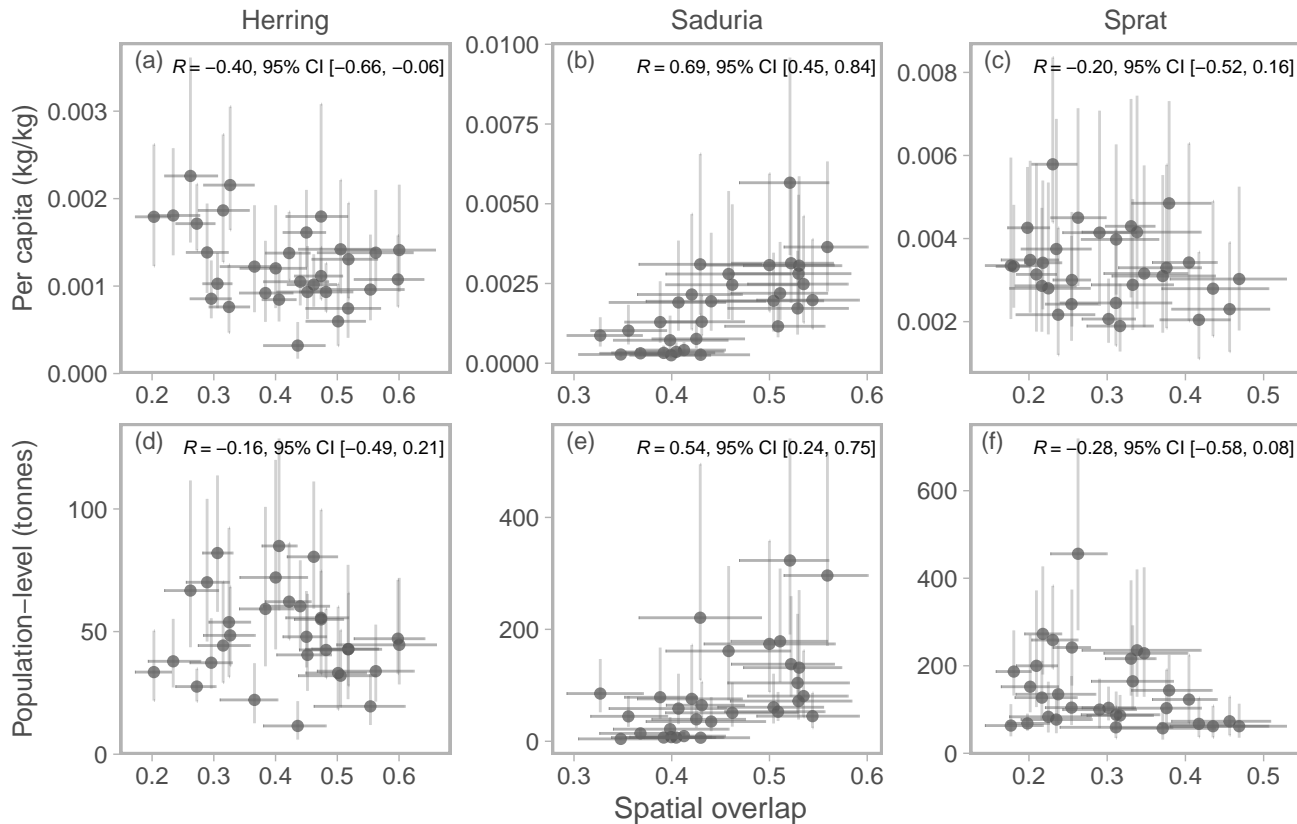 Herring Saduria Sprat
(a) R = −0.40, 95% CI [−0.66, −0.06]
(b) R = 0.69, 95% CI [0.45, 0.84]
(c) R = −0.20, 95% CI [−0.52, 0.16]
Per capita (kg/kg)
0.003
0.002
0.001
0.000
0.0100
0.0075
0.0050
0.0025
0.0000
0.008
0.006
0.004
0.002
0.2 0.3 0.4 0.5 0.6
0.3 0.4 0.5 0.6
0.2 0.3 0.4 0.5
(d) R = −0.16, 95% CI [−0.49, 0.21]
(e) R = 0.54, 95% CI [0.24, 0.75]
(f) R = −0.28, 95% CI [−0.58, 0.08]
Population−level (tonnes)
100
50
0
400
200
0
600
400
200
0
0.2 0.3 0.4 0.5 0.6
0.3 0.4 0.5 0.6
0.2 0.3 0.4 0.5
Spatial overlap